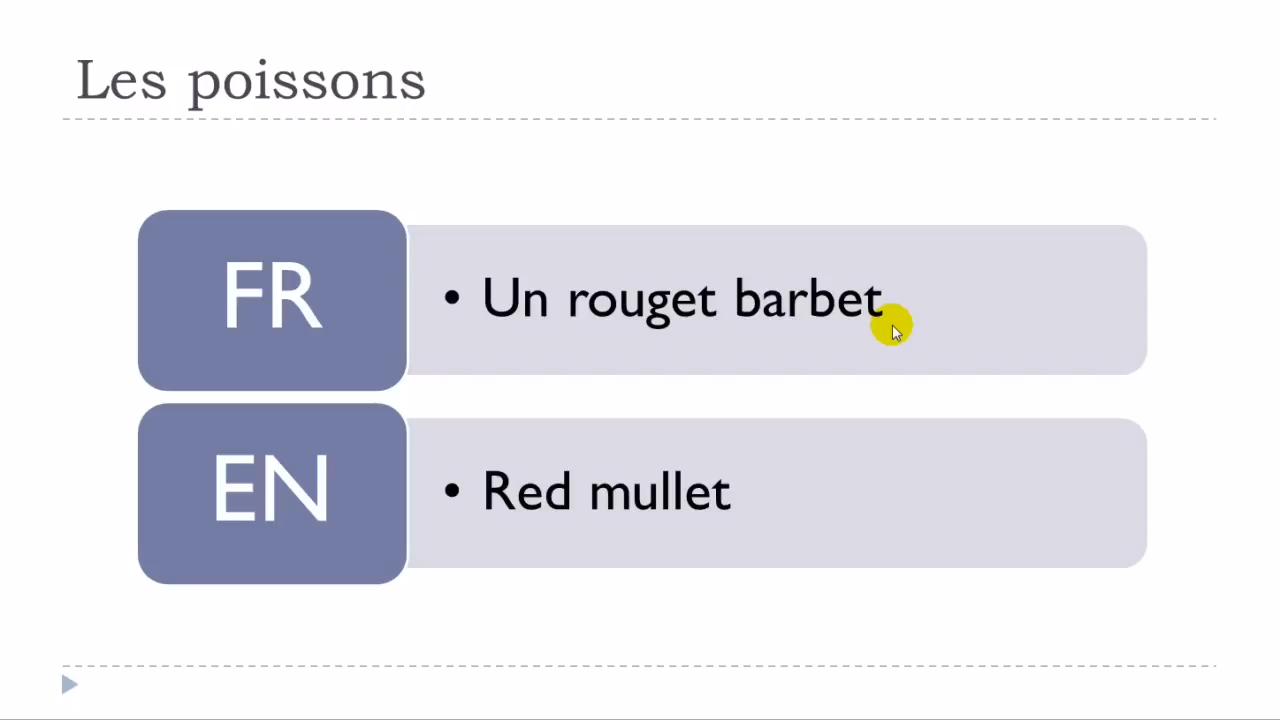 Les poissons
FR
• Un rouget barbet
EN
• Red mullet